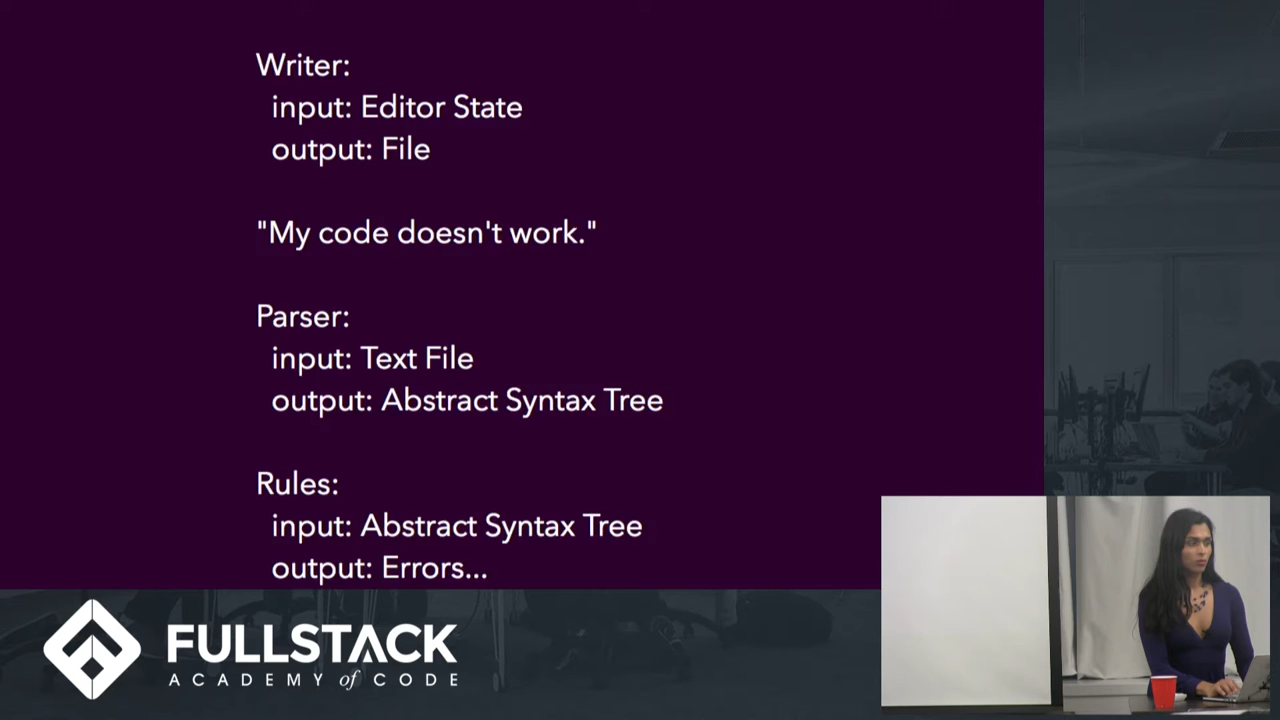 Writer:
input: Editor State
output: File
"My code doesn't work."
Parser:
input: Text File
output: Abstract Syntax Tree
Rules:
input: Abstract Syntax Tree
output: Errors...
FULLSTACK
ACADEMY of CODE